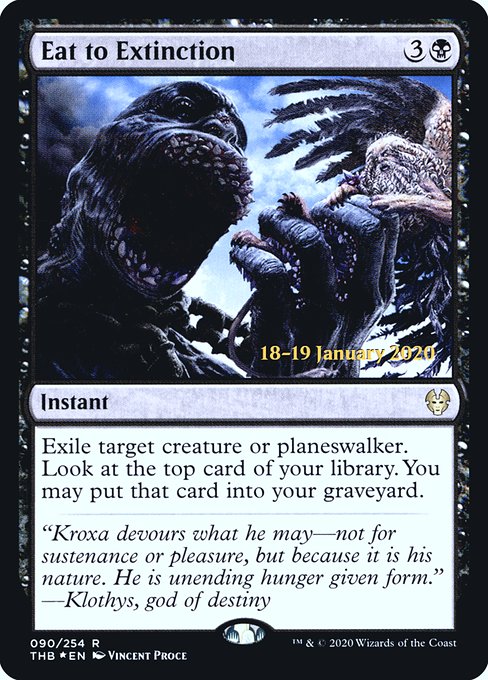 Eat to Extinction 3
18–19 January 2020
Instant
Exile target creature or planeswalker.
Look at the top card of your library. You
may put that card into your graveyard.
“Kroxa devours what he may—not for
sustenance or pleasure, but because it is his
nature. He is unending hunger given form.”
—Klothys, god of destiny
090/254 R
THB ★ EN Vincent Proce
™ & © 2020 Wizards of the Coast